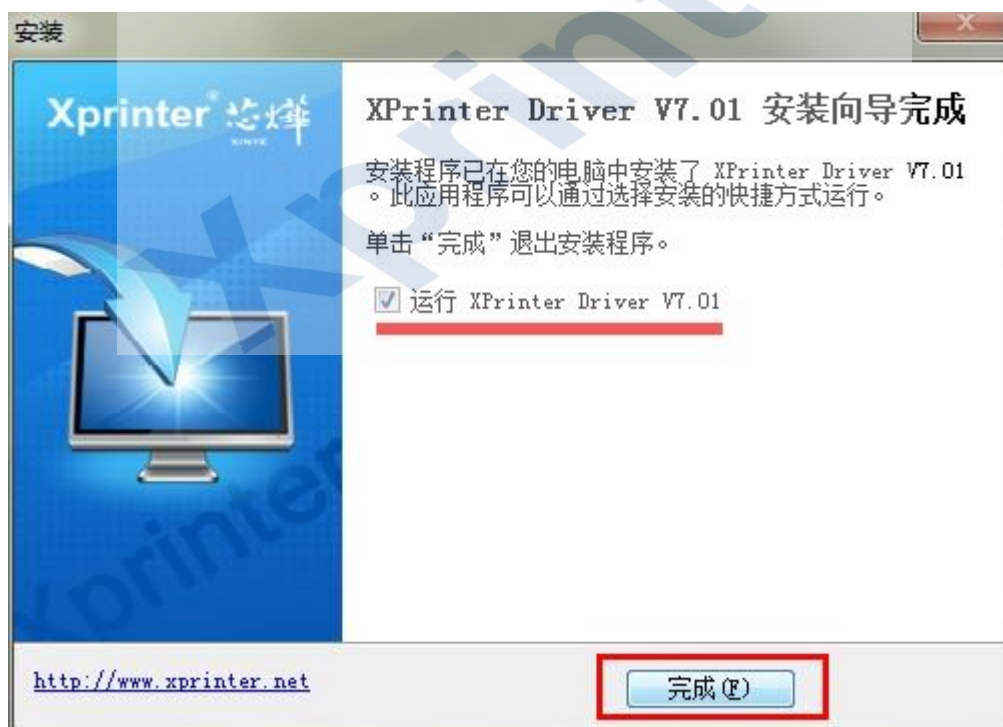 安装
Xprinter® 芯烨
XINYE
XPrinter Driver V7.01 安装向导完成
安装程序已在您的电脑中安装了 XPrinter Driver V7.01
。此应用程序可以通过选择安装的快捷方式运行。
单击“完成”退出安装程序。
运行 XPrinter Driver V7.01
http://www.xprinter.net
完成(F)
Xprinter